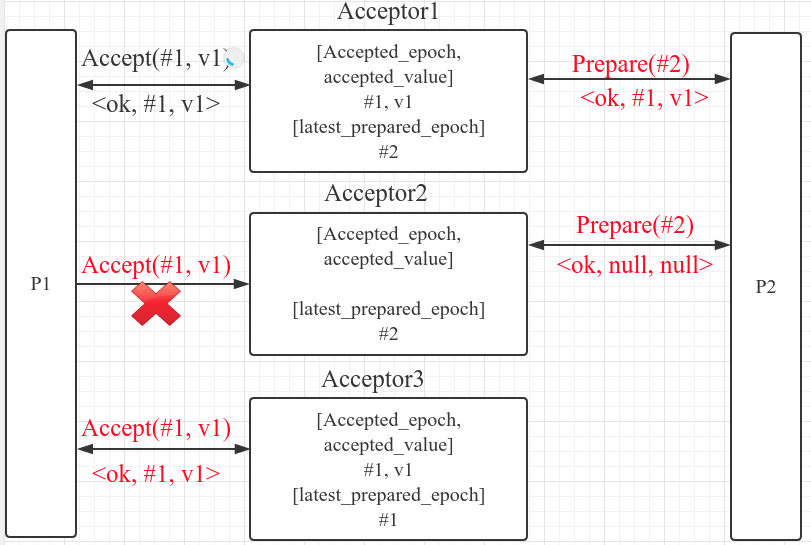 Acceptor1
Accept(#1, v1)
<ok, #1, v1>
[Accepted_epoch,
accepted_value]
#1, v1
[latest_prepared_epoch]
#2
Prepare(#2)
<ok, #1, v1>
Acceptor2
P1
Accept(#1, v1)
[Accepted_epoch,
accepted_value]
[latest_prepared_epoch]
#2
Prepare(#2)
<ok, null, null>
P2
Acceptor3
Accept(#1, v1)
<ok, #1, v1>
[Accepted_epoch,
accepted_value]
#1, v1
[latest_prepared_epoch]
#1